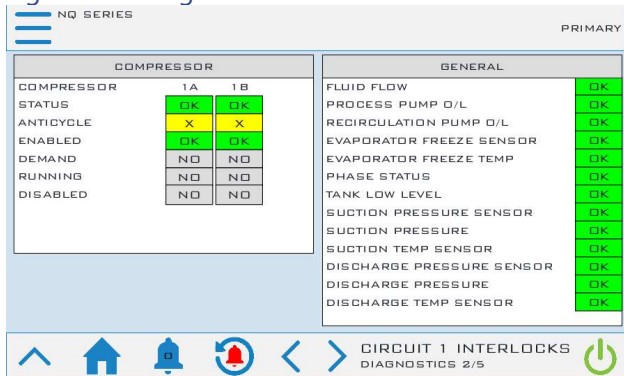 NQ SERIES
PRIMARY
COMPRESSOR
COMPRESSOR 1A 1B
STATUS OK OK
ANTICYCLE X X
ENABLED OK OK
DEMAND NO NO
RUNNING NO NO
DISABLED NO NO
GENERAL
FLUID FLOW OK
PROCESS PUMP O/L OK
RECIRCULATION PUMP O/L OK
EVAPORATOR FREEZE SENSOR OK
EVAPORATOR FREEZE TEMP OK
PHASE STATUS OK
TANK LOW LEVEL OK
SUCTION PRESSURE SENSOR OK
SUCTION PRESSURE OK
SUCTION TEMP SENSOR OK
DISCHARGE PRESSURE SENSOR OK
DISCHARGE PRESSURE OK
DISCHARGE TEMP SENSOR OK
0
CIRCUIT 1 INTERLOCKS
DIAGNOSTICS 2/5